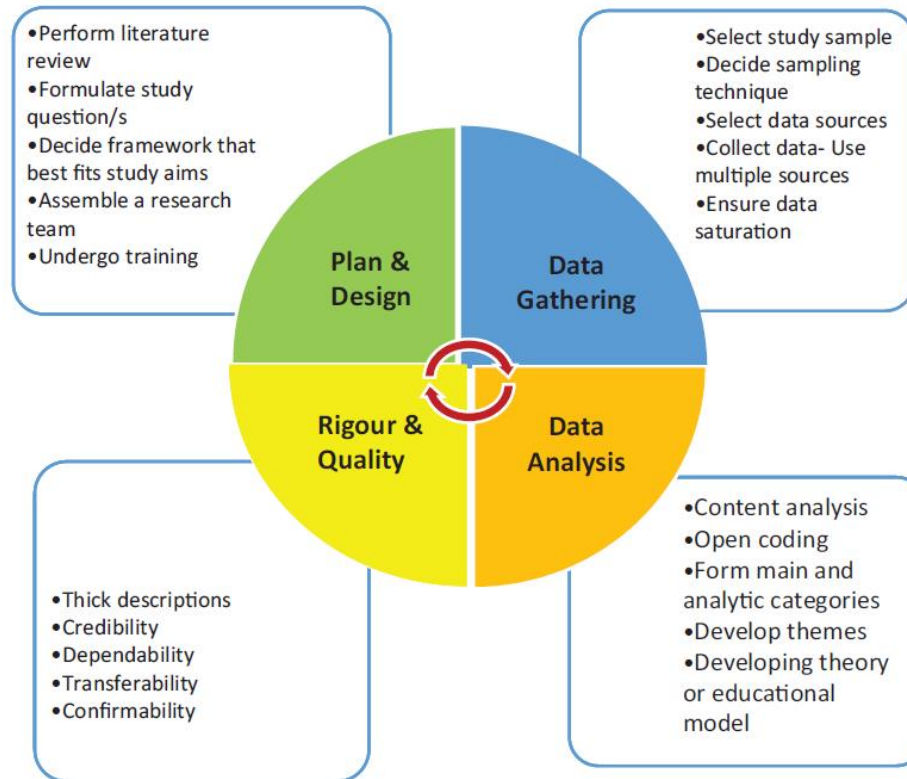 •Perform literature
review
•Formulate study
question/s
•Decide framework that
best fits study aims
•Assemble a research
team
•Undergo training
•Select study sample
•Decide sampling
technique
•Select data sources
•Collect data- Use
multiple sources
•Ensure data
saturation
Plan &
Design
Data
Gathering
Rigour &
Quality
Data
Analysis
•Thick descriptions
•Credibility
•Dependability
•Transferability
•Confirmability
•Content analysis
•Open coding
•Form main and
analytic categories
•Develop themes
•Developing theory
or educational
model